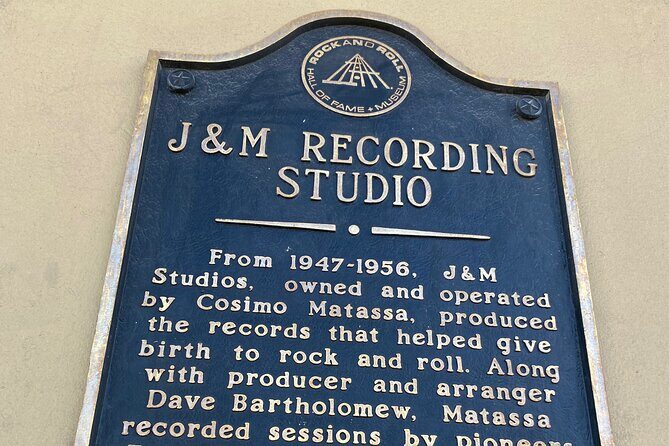 ROCK AND ROLL
HALL OF FAME + MUSEUM
J&M RECORDING
STUDIO
From 1947-1956, J&M
Studios, owned and operated
by Cosimo Matassa, produced
the records that helped give
birth to rock and roll. Along
with producer and arranger
Dave Bartholomew, Matassa
recorded sessions by pioneers